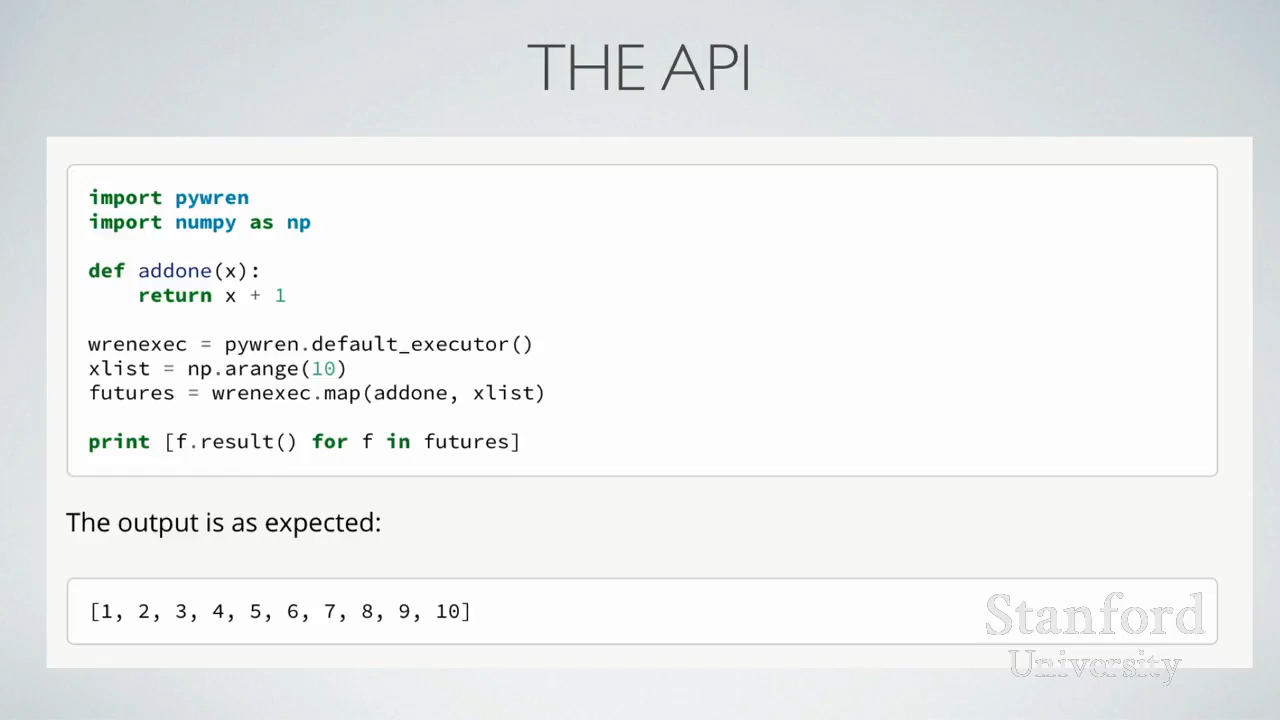 THE API
import pywren
import numpy as np
def addone(x):
    return x + 1
wrenexec = pywren.default_executor()
xlist = np.arange(10)
futures = wrenexec.map(addone, xlist)
print [f.result() for f in futures]
The output is as expected:
[1, 2, 3, 4, 5, 6, 7, 8, 9, 10]
Stanford
University